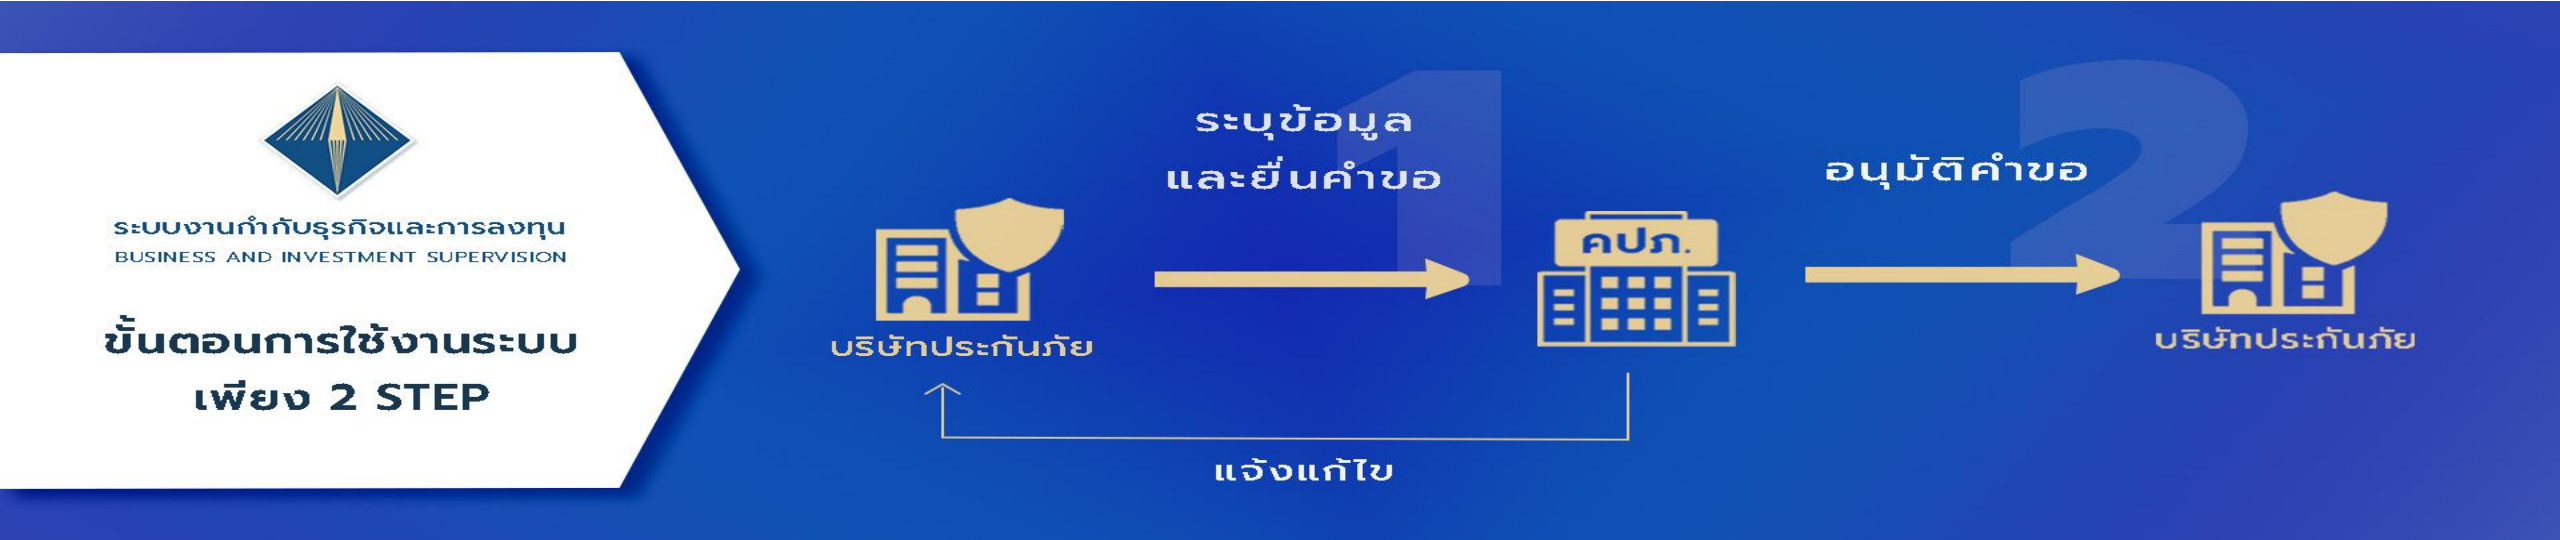 ระบบงานกำกับธุรกิจและการลงทุน
BUSINESS AND INVESTMENT SUPERVISION
ขั้นตอนการใช้งานระบบ
เพียง 2 STEP
1
ระบุข้อมูล
และยื่นคำขอ
บริษัทประกันภัย
คปภ.
2
อนุมัติคำขอ
บริษัทประกันภัย
แจ้งแก้ไข